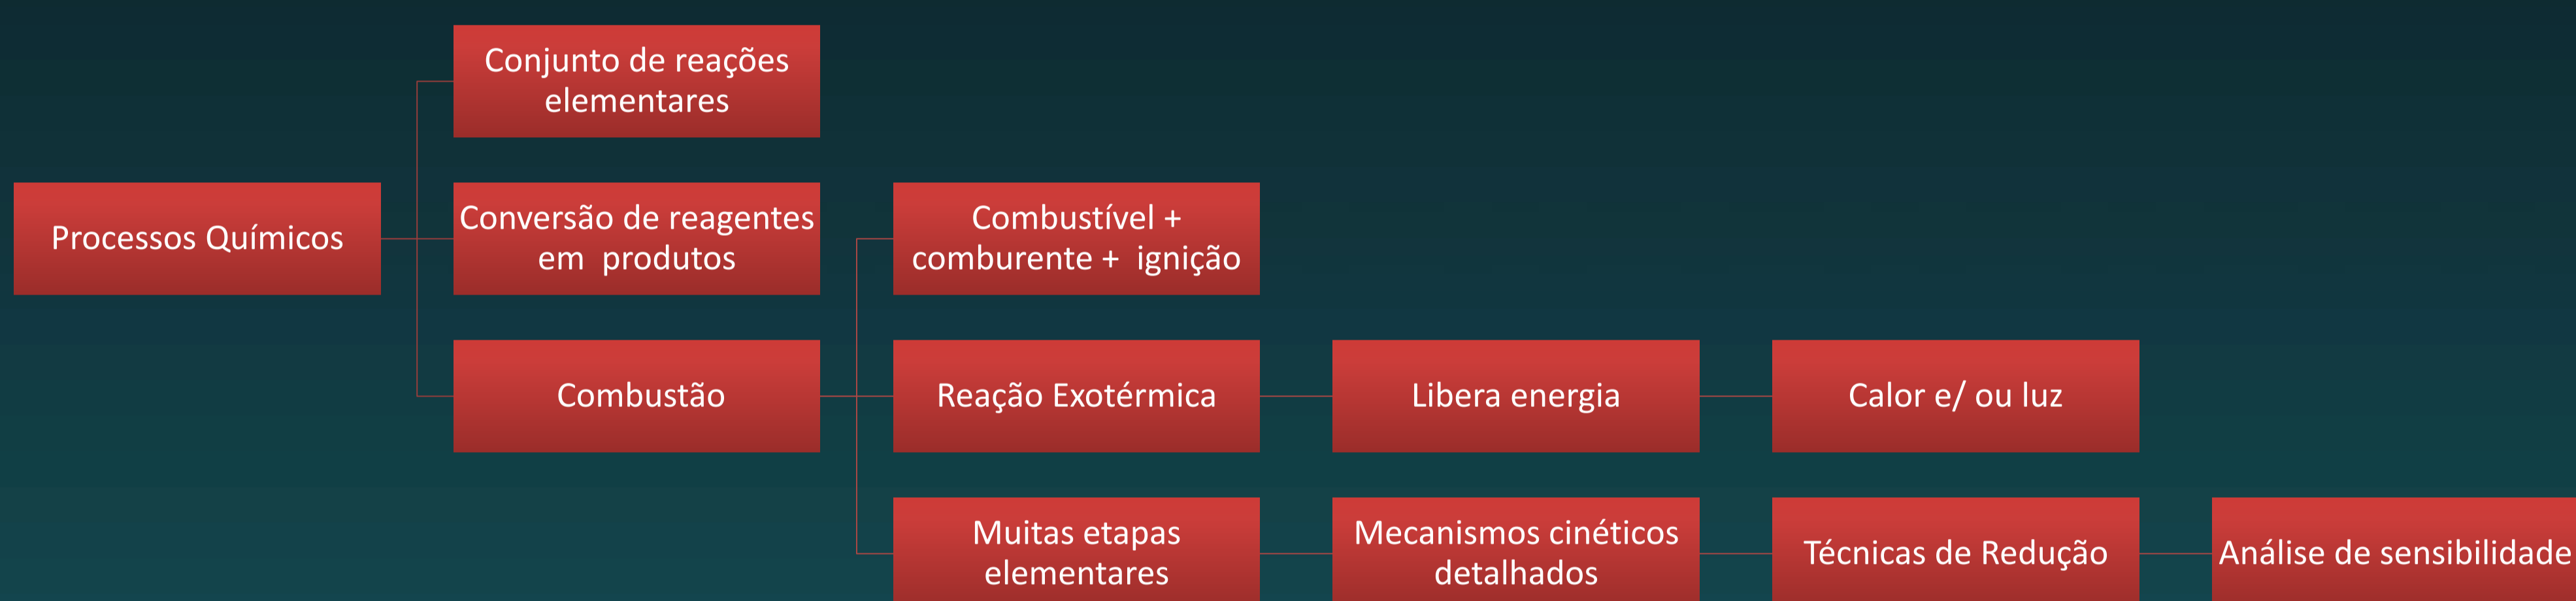 Conjunto de reações
elementares
Processos Químicos
Conversão de reagentes
em  produtos
Combustível +
comburente +  ignição
Combustão
Reação Exotérmica
Libera energia
Calor e/ ou luz
Muitas etapas
elementares
Mecanismos cinéticos
detalhados
Técnicas de Redução
Análise de sensibilidade